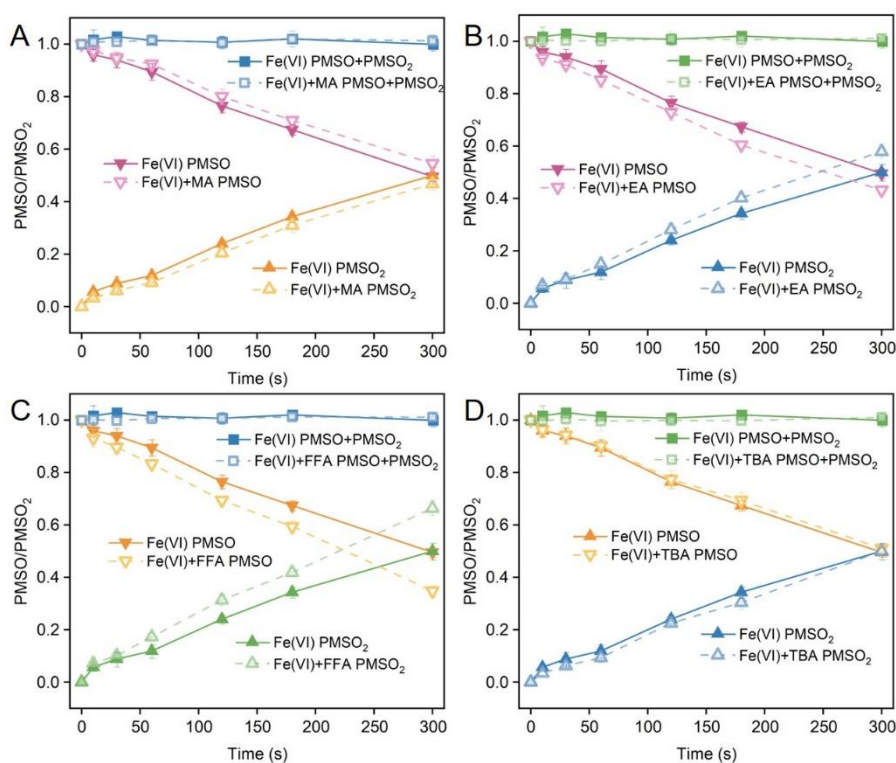 A
PMSO/PMSO₂
1.0
0.8
0.6
0.4
0.2
0.0
Fe(VI) PMSO+PMSO₂
Fe(VI)+MA PMSO+PMSO₂
Fe(VI) PMSO
Fe(VI)+MA PMSO
Fe(VI) PMSO₂
Fe(VI)+MA PMSO₂
0 50 100 150 200 250 300
Time (s)
B
PMSO/PMSO₂
1.0
0.8
0.6
0.4
0.2
0.0
Fe(VI) PMSO+PMSO₂
Fe(VI)+EA PMSO+PMSO₂
Fe(VI) PMSO
Fe(VI)+EA PMSO
Fe(VI) PMSO₂
Fe(VI)+EA PMSO₂
0 50 100 150 200 250 300
Time (s)
C
PMSO/PMSO₂
1.0
0.8
0.6
0.4
0.2
0.0
Fe(VI) PMSO+PMSO₂
Fe(VI)+FFA PMSO+PMSO₂
Fe(VI) PMSO
Fe(VI)+FFA PMSO
Fe(VI) PMSO₂
Fe(VI)+FFA PMSO₂
0 50 100 150 200 250 300
Time (s)
D
PMSO/PMSO₂
1.0
0.8
0.6
0.4
0.2
0.0
Fe(VI) PMSO+PMSO₂
Fe(VI)+TBA PMSO+PMSO₂
Fe(VI) PMSO
Fe(VI)+TBA PMSO
Fe(VI) PMSO₂
Fe(VI)+TBA PMSO₂
0 50 100 150 200 250 300
Time (s)